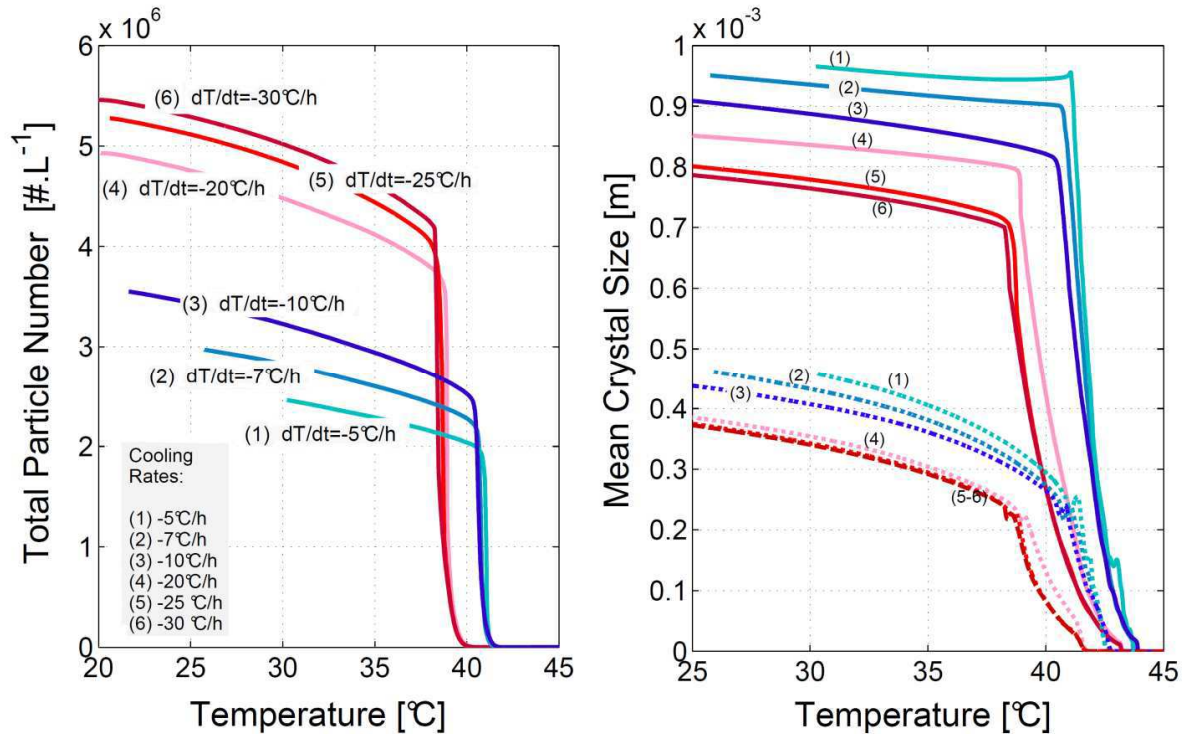 x 10^6
6
5
4
3
2
1
0
Total Particle Number [#.L^-1]
(6) dT/dt=-30°C/h
(5) dT/dt=-25°C/h
(4) dT/dt=-20°C/h
(3) dT/dt=-10°C/h
(2) dT/dt=-7°C/h
(1) dT/dt=-5°C/h
Cooling
Rates:
(1) -5°C/h
(2) -7°C/h
(3) -10°C/h
(4) -20°C/h
(5) -25 °C/h
(6) -30 °C/h
20 25 30 35 40 45
Temperature [°C]
x 10^-3
1
0.9
0.8
0.7
0.6
0.5
0.4
0.3
0.2
0.1
0
Mean Crystal Size [m]
(1)
(2)
(3)
(4)
(5)
(6)
(1)
(2)
(3)
(4)
(5-6)
25 30 35 40 45
Temperature [°C]